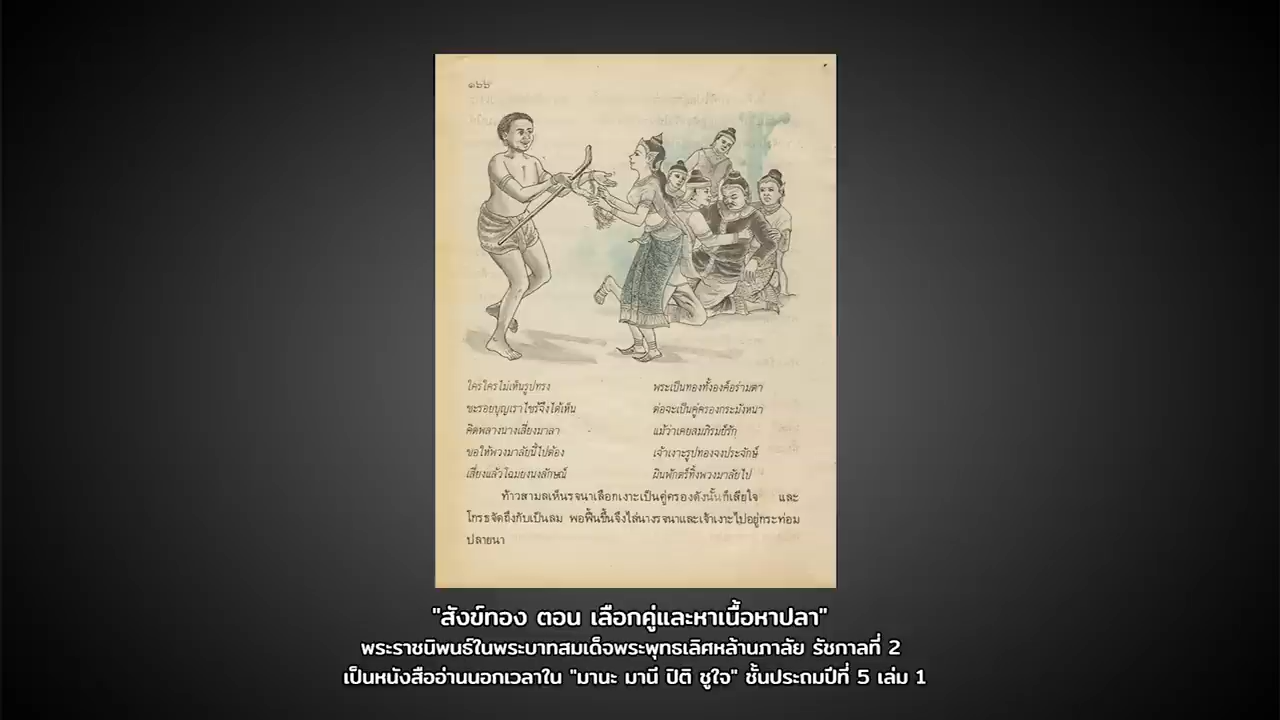 ๑๖๖
ใครใครไม่เห็นรูปทรง พระเป็นทองทั้งองค์อร่ามตา
ชะรอยบุญเราไซร้จึงได้เห็น ต่อจะเป็นคู่ครองกระมังหนา
คิดพลางนางเสี่ยงมาลา แม้ว่าเคยสมภิรมย์รัก
ขอให้พวงมาลัยนี้ไปต้อง เจ้าเงาะรูปทองจงประจักษ์
เสี่ยงแล้วโฉมยงนงลักษณ์ ผินพักตร์ทิ้งพวงมาลัยไป
ท้าวสามลเห็นรจนาเลือกเงาะเป็นคู่ครองดังนั้นก็เสียใจ และ
โกรธจัดถึงกับเป็นลม พอฟื้นขึ้นจึงไล่นางรจนาและเจ้าเงาะไปอยู่กระท่อม
ปลายนา
"สังข์ทอง ตอน เลือกคู่และหาเนื้อหาปลา"
พระราชนิพนธ์ในพระบาทสมเด็จพระพุทธเลิศหล้านภาลัย รัชกาลที่ 2
เป็นหนังสืออ่านนอกเวลาใน "มานะ มานี ปิติ ชูใจ" ชั้นประถมปีที่ 5 เล่ม 1